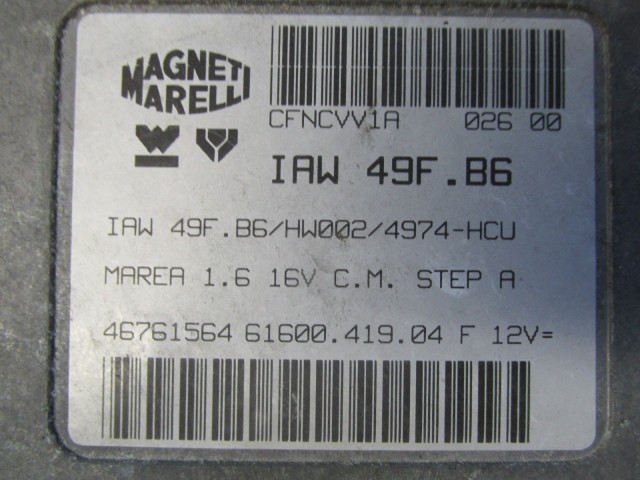 MAGNETI
MARELLI
CFNCVV1A 026 00
IAW 49F.B6
IAW 49F.B6/HW002/4974-HCU
MAREA 1.6 16V C.M. STEP A
46761564 61600.419.04 F 12V=